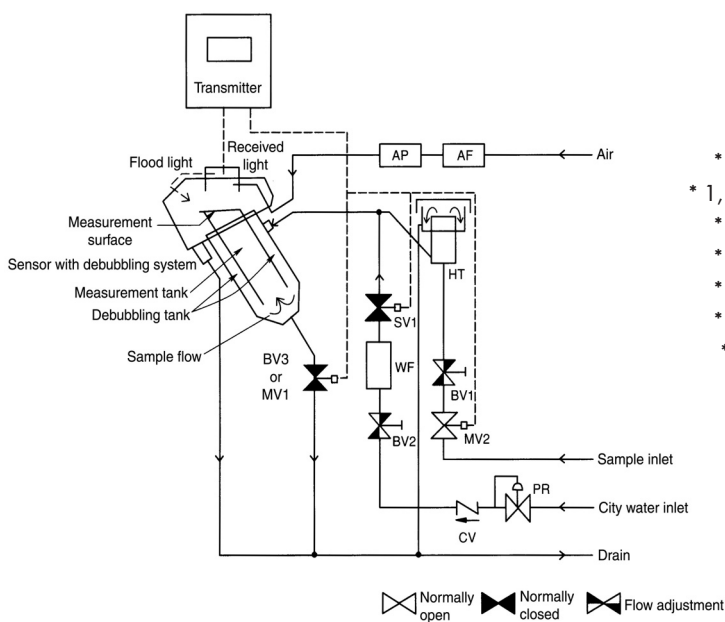 Transmitter
Flood light
Received
light
AP
AF
Air
*
* 1,
*
*
*
*
*
Measurement
surface
Sensor with debubbling system
Measurement tank
Debubbling tank
Sample flow
HT
SV1
BV3
or
MV1
WF
BV1
BV2
MV2
Sample inlet
PR
City water inlet
CV
Drain
Normally
open
Normally
closed
Flow adjustment